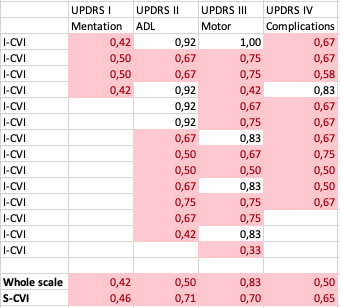 UPDRS I UPDRS II UPDRS III UPDRS IV
Mentation ADL Motor Complications
I-CVI 0,42 0,92 1,00 0,67
I-CVI 0,50 0,67 0,75 0,67
I-CVI 0,50 0,67 0,75 0,58
I-CVI 0,42 0,92 0,42 0,83
I-CVI 0,92 0,67 0,67
I-CVI 0,92 0,75 0,67
I-CVI 0,67 0,83 0,67
I-CVI 0,50 0,67 0,75
I-CVI 0,50 0,50 0,50
I-CVI 0,67 0,83 0,50
I-CVI 0,75 0,75 0,67
I-CVI 0,67 0,75
I-CVI 0,42 0,83
I-CVI 0,33
Whole scale 0,42 0,50 0,83 0,50
S-CVI 0,46 0,71 0,70 0,65